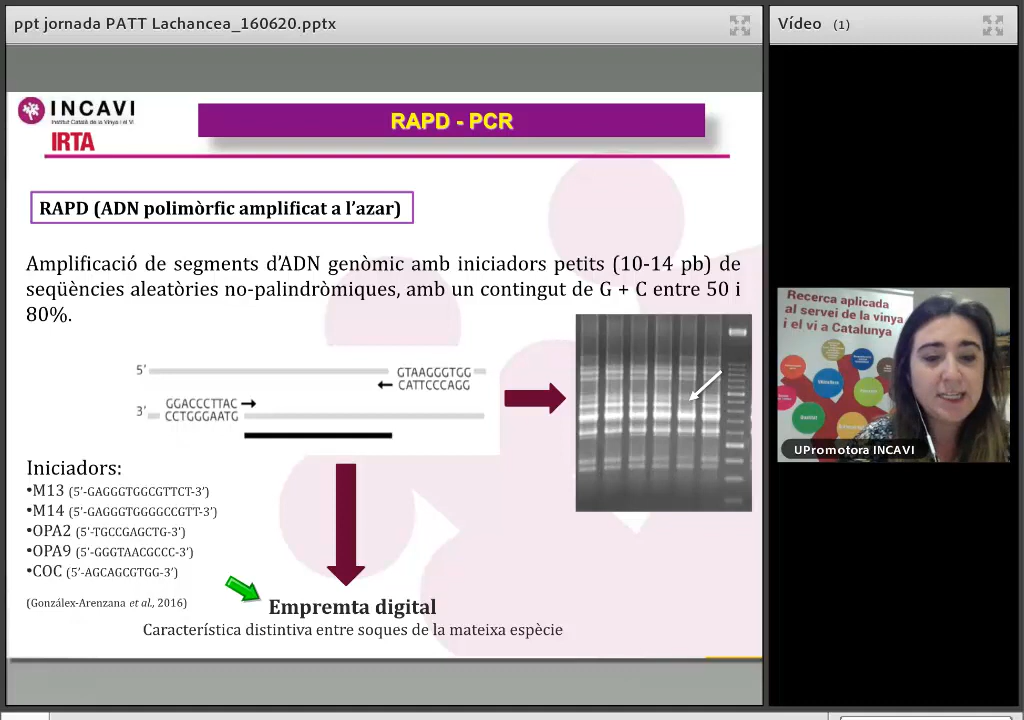 ppt jornada PATT Lachancea_160620.pptx
Vídeo (1)
INCAVI
Institut Català de la Vinya i el Vi
IRTA
RAPD - PCR
RAPD (ADN polimòrfic amplificat a l’azar)
Amplificació de segments d’ADN genòmic amb iniciadors petits (10-14 pb) de
seqüències aleatòries no-palindròmiques, amb un contingut de G + C entre 50 i
80%.
5’
GTAAGGGTGG
CATTCCCAGG
3’
GGACCCTTAC
CCTGGGAATG
Iniciadors:
•M13 (5’-GAGGGTGGCGTTCT-3’)
•M14 (5’-GAGGGTGGGGCCGTT-3’)
•OPA2 (5’-TGCCGAGCTG-3’)
•OPA9 (5’-GGGTAACGCCC-3’)
•COC (5’-AGCAGCGTGG-3’)
(Gonzálex-Arenzana et al., 2016)
Empremta digital
Característica distintiva entre soques de la mateixa espècie
Recerca aplicada
al servei de la vinya
i el vi a Catalunya
UPromotora INCAVI